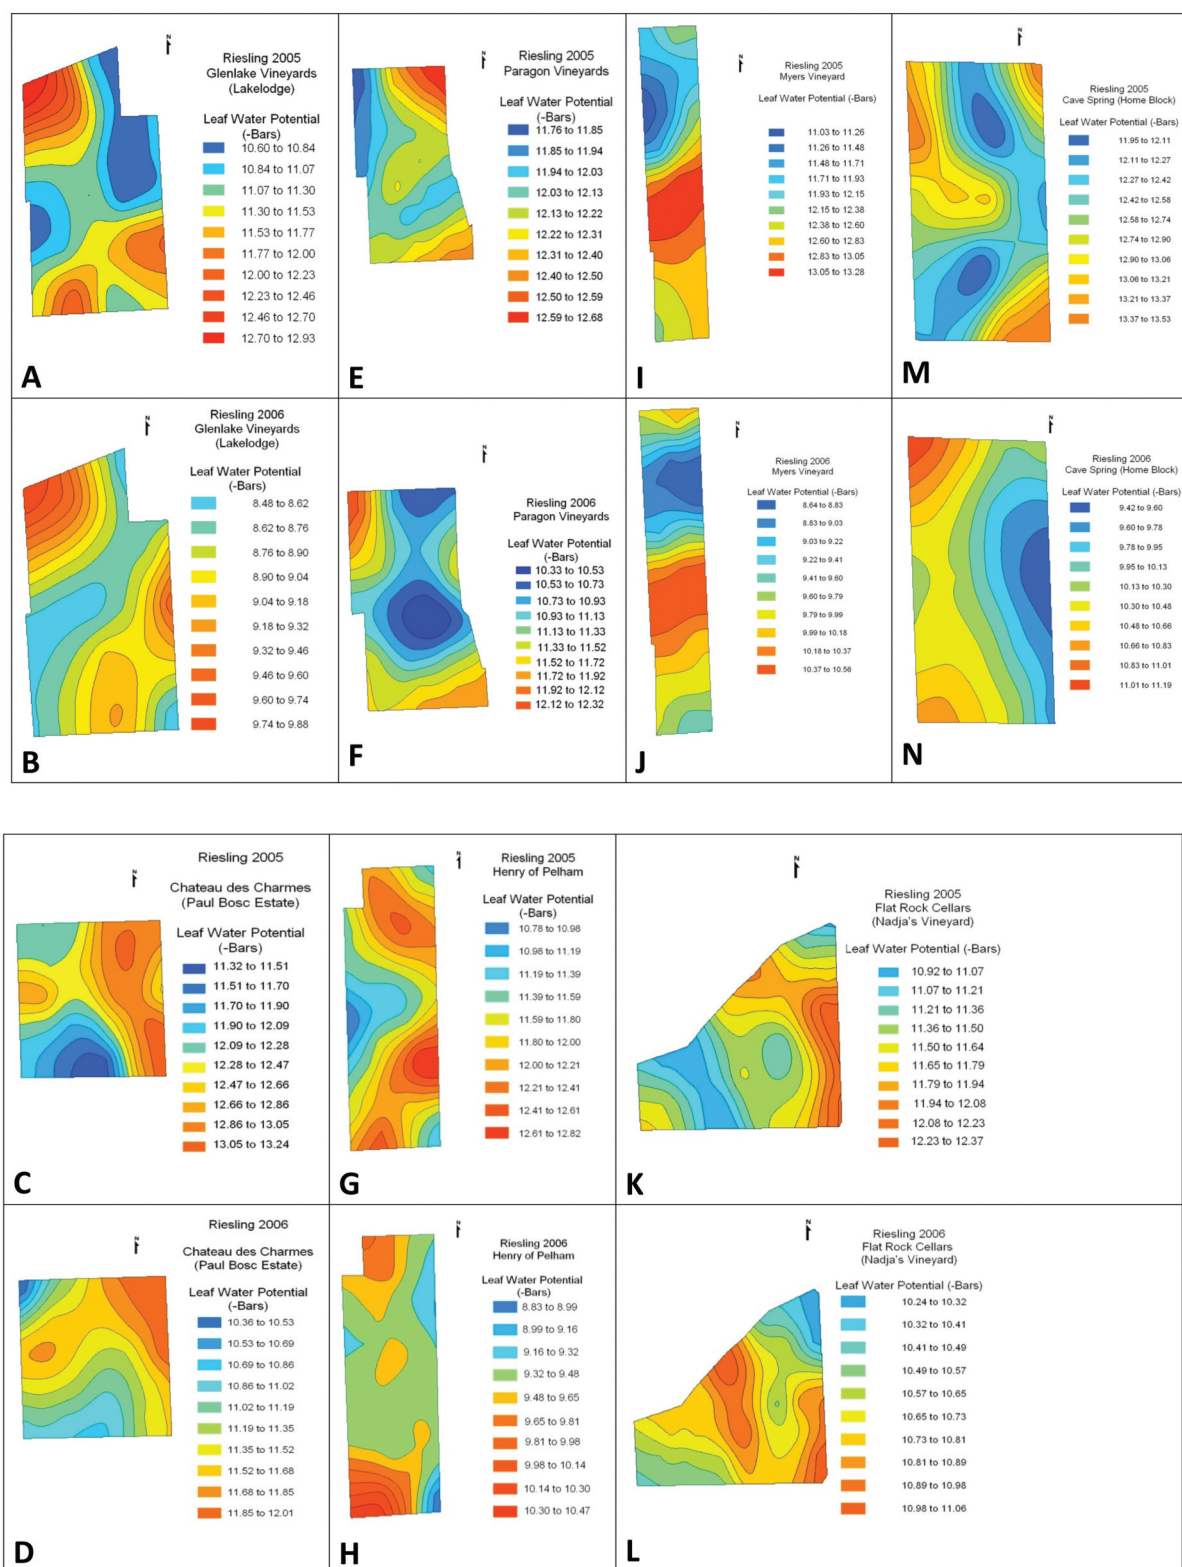 N
Riesling 2005
Glenlake Vineyards
(Lakelodge)
Leaf Water Potential
(-Bars)
10.60 to 10.84
10.84 to 11.07
11.07 to 11.30
11.30 to 11.53
11.53 to 11.77
11.77 to 12.00
12.00 to 12.23
12.23 to 12.46
12.46 to 12.70
12.70 to 12.93
A
N
Riesling 2005
Paragon Vineyards
Leaf Water Potential
(-Bars)
11.76 to 11.85
11.85 to 11.94
11.94 to 12.03
12.03 to 12.13
12.13 to 12.22
12.22 to 12.31
12.31 to 12.40
12.40 to 12.50
12.50 to 12.59
12.59 to 12.68
E
N
Riesling 2005
Myers Vineyard
Leaf Water Potential (-Bars)
11.03 to 11.26
11.26 to 11.48
11.48 to 11.71
11.71 to 11.93
11.93 to 12.15
12.15 to 12.38
12.38 to 12.60
12.60 to 12.83
12.83 to 13.05
13.05 to 13.28
I
N
Riesling 2005
Cave Spring (Home Block)
Leaf Water Potential (-Bars)
11.95 to 12.11
12.11 to 12.27
12.27 to 12.42
12.42 to 12.58
12.58 to 12.74
12.74 to 12.90
12.90 to 13.06
13.06 to 13.21
13.21 to 13.37
13.37 to 13.53
M
N
Riesling 2006
Glenlake Vineyards
(Lakelodge)
Leaf Water Potential
(-Bars)
8.48 to 8.62
8.62 to 8.76
8.76 to 8.90
8.90 to 9.04
9.04 to 9.18
9.18 to 9.32
9.32 to 9.46
9.46 to 9.60
9.60 to 9.74
9.74 to 9.88
B
N
Riesling 2006
Paragon Vineyards
Leaf Water Potential
(-Bars)
10.33 to 10.53
10.53 to 10.73
10.73 to 10.93
10.93 to 11.13
11.13 to 11.33
11.33 to 11.52
11.52 to 11.72
11.72 to 11.92
11.92 to 12.12
12.12 to 12.32
F
N
Riesling 2006
Myers Vineyard
Leaf Water Potential (-Bars)
8.64 to 8.83
8.83 to 9.03
9.03 to 9.22
9.22 to 9.41
9.41 to 9.60
9.60 to 9.79
9.79 to 9.99
9.99 to 10.18
10.18 to 10.37
10.37 to 10.56
J
N
Riesling 2006
Cave Spring (Home Block)
Leaf Water Potential (-Bars)
9.42 to 9.60
9.60 to 9.78
9.78 to 9.95
9.95 to 10.13
10.13 to 10.30
10.30 to 10.48
10.48 to 10.66
10.66 to 10.83
10.83 to 11.01
11.01 to 11.19
N
N
Riesling 2005
Chateau des Charmes
(Paul Bosc Estate)
Leaf Water Potential
(-Bars)
11.32 to 11.51
11.51 to 11.70
11.70 to 11.90
11.90 to 12.09
12.09 to 12.28
12.28 to 12.47
12.47 to 12.66
12.66 to 12.86
12.86 to 13.05
13.05 to 13.24
C
N
Riesling 2005
Henry of Pelham
Leaf Water Potential
(-Bars)
10.78 to 10.98
10.98 to 11.19
11.19 to 11.39
11.39 to 11.59
11.59 to 11.80
11.80 to 12.00
12.00 to 12.21
12.21 to 12.41
12.41 to 12.61
12.61 to 12.82
G
N
Riesling 2005
Flat Rock Cellars
(Nadja's Vineyard)
Leaf Water Potential (-Bars)
10.92 to 11.07
11.07 to 11.21
11.21 to 11.36
11.36 to 11.50
11.50 to 11.64
11.65 to 11.79
11.79 to 11.94
11.94 to 12.08
12.08 to 12.23
12.23 to 12.37
K
N
Riesling 2006
Chateau des Charmes
(Paul Bosc Estate)
Leaf Water Potential
(-Bars)
10.36 to 10.53
10.53 to 10.69
10.69 to 10.86
10.86 to 11.02
11.02 to 11.19
11.19 to 11.35
11.35 to 11.52
11.52 to 11.68
11.68 to 11.85
11.85 to 12.01
D
N
Riesling 2006
Henry of Pelham
Leaf Water Potential
(-Bars)
8.83 to 8.99
8.99 to 9.16
9.16 to 9.32
9.32 to 9.48
9.48 to 9.65
9.65 to 9.81
9.81 to 9.98
9.98 to 10.14
10.14 to 10.30
10.30 to 10.47
H
N
Riesling 2006
Flat Rock Cellars
(Nadja's Vineyard)
Leaf Water Potential (-Bars)
10.24 to 10.32
10.32 to 10.41
10.41 to 10.49
10.49 to 10.57
10.57 to 10.65
10.65 to 10.73
10.73 to 10.81
10.81 to 10.89
10.89 to 10.98
10.98 to 11.06
L